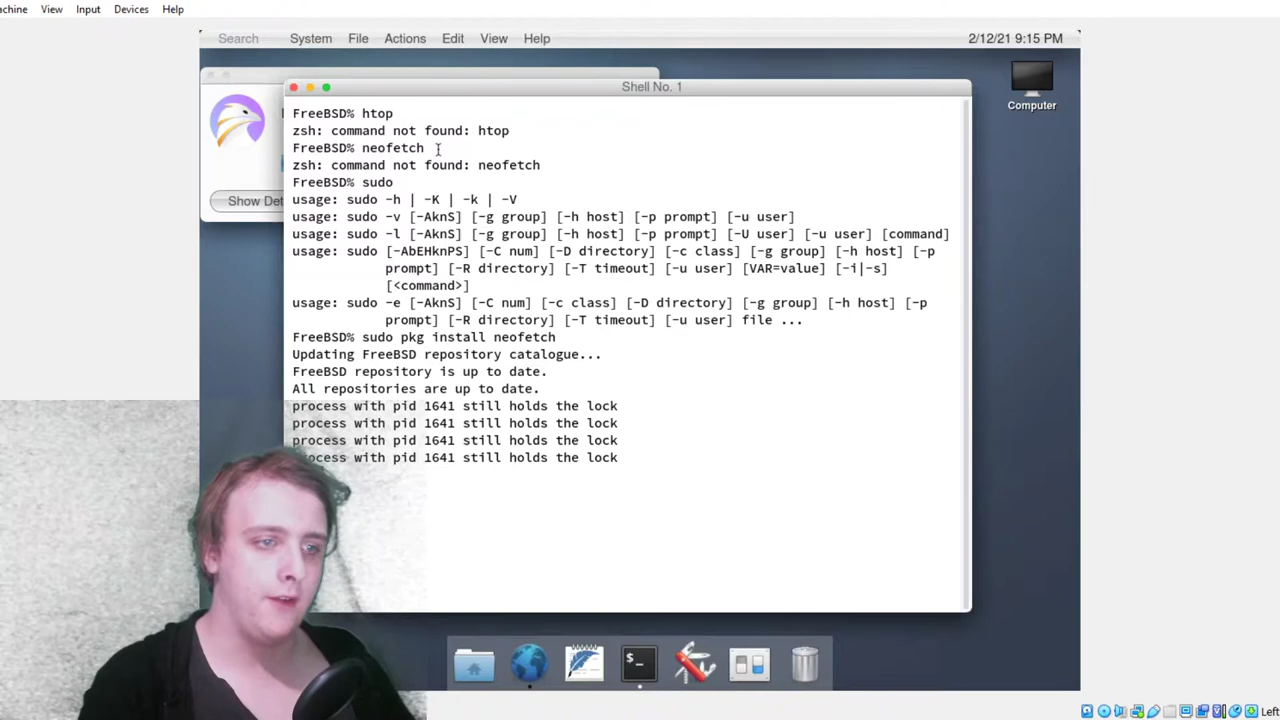 achine View Input Devices Help
Search System File Actions Edit View Help 2/12/21 9:15 PM
Shell No. 1
Computer
FreeBSD% htop
zsh: command not found: htop
FreeBSD% neofetch
zsh: command not found: neofetch
FreeBSD% sudo
usage: sudo -h | -K | -k | -V
usage: sudo -v [-AknS] [-g group] [-h host] [-p prompt] [-u user]
usage: sudo -l [-AknS] [-g group] [-h host] [-p prompt] [-U user] [-u user] [command]
usage: sudo [-AbEHknPS] [-C num] [-D directory] [-c class] [-g group] [-h host] [-p
prompt] [-R directory] [-T timeout] [-u user] [VAR=value] [-i|-s]
[<command>]
usage: sudo -e [-AknS] [-C num] [-c class] [-D directory] [-g group] [-h host] [-p
prompt] [-R directory] [-T timeout] [-u user] file ...
Show Det
FreeBSD% sudo pkg install neofetch
Updating FreeBSD repository catalogue...
FreeBSD repository is up to date.
All repositories are up to date.
process with pid 1641 still holds the lock
process with pid 1641 still holds the lock
process with pid 1641 still holds the lock
process with pid 1641 still holds the lock
$_
Left